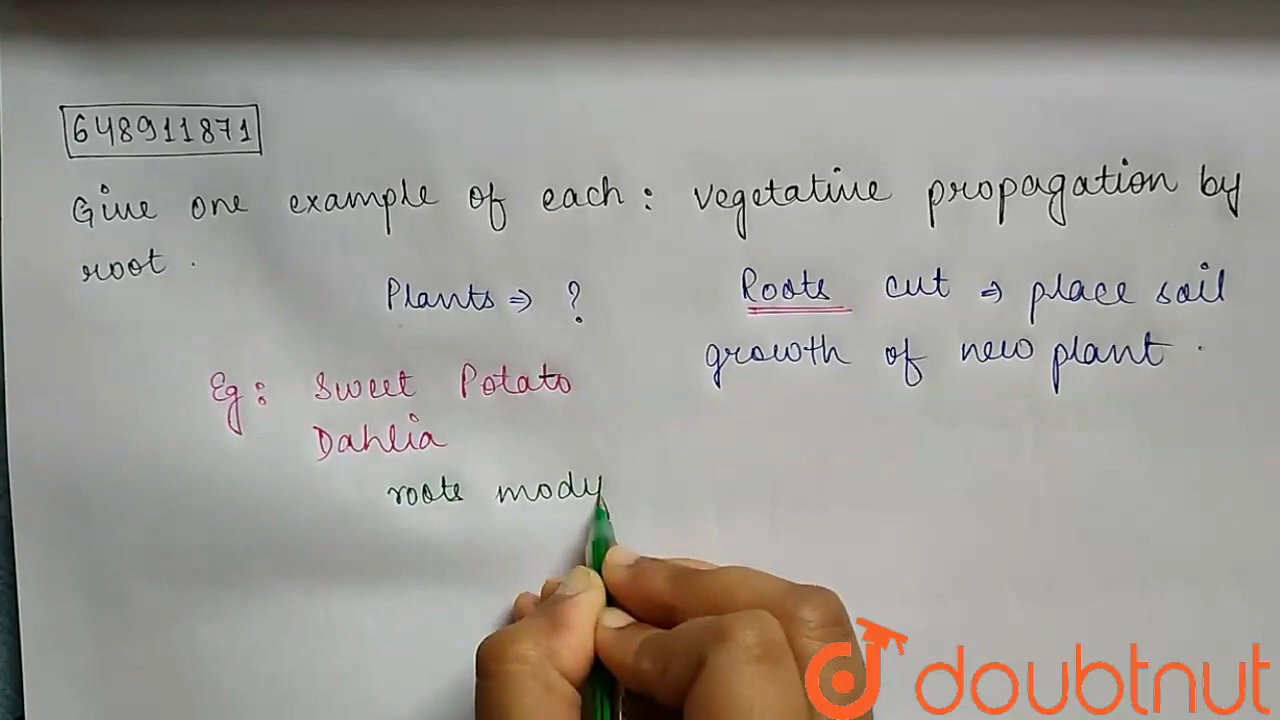 648911871
Give one example of each : vegetative propagation by
root .
Plants ⇒ ?
Roots cut ⇒ place soil
growth of new plant .
Eg : Sweet Potato
Dahlia
roots mody
doubtnut